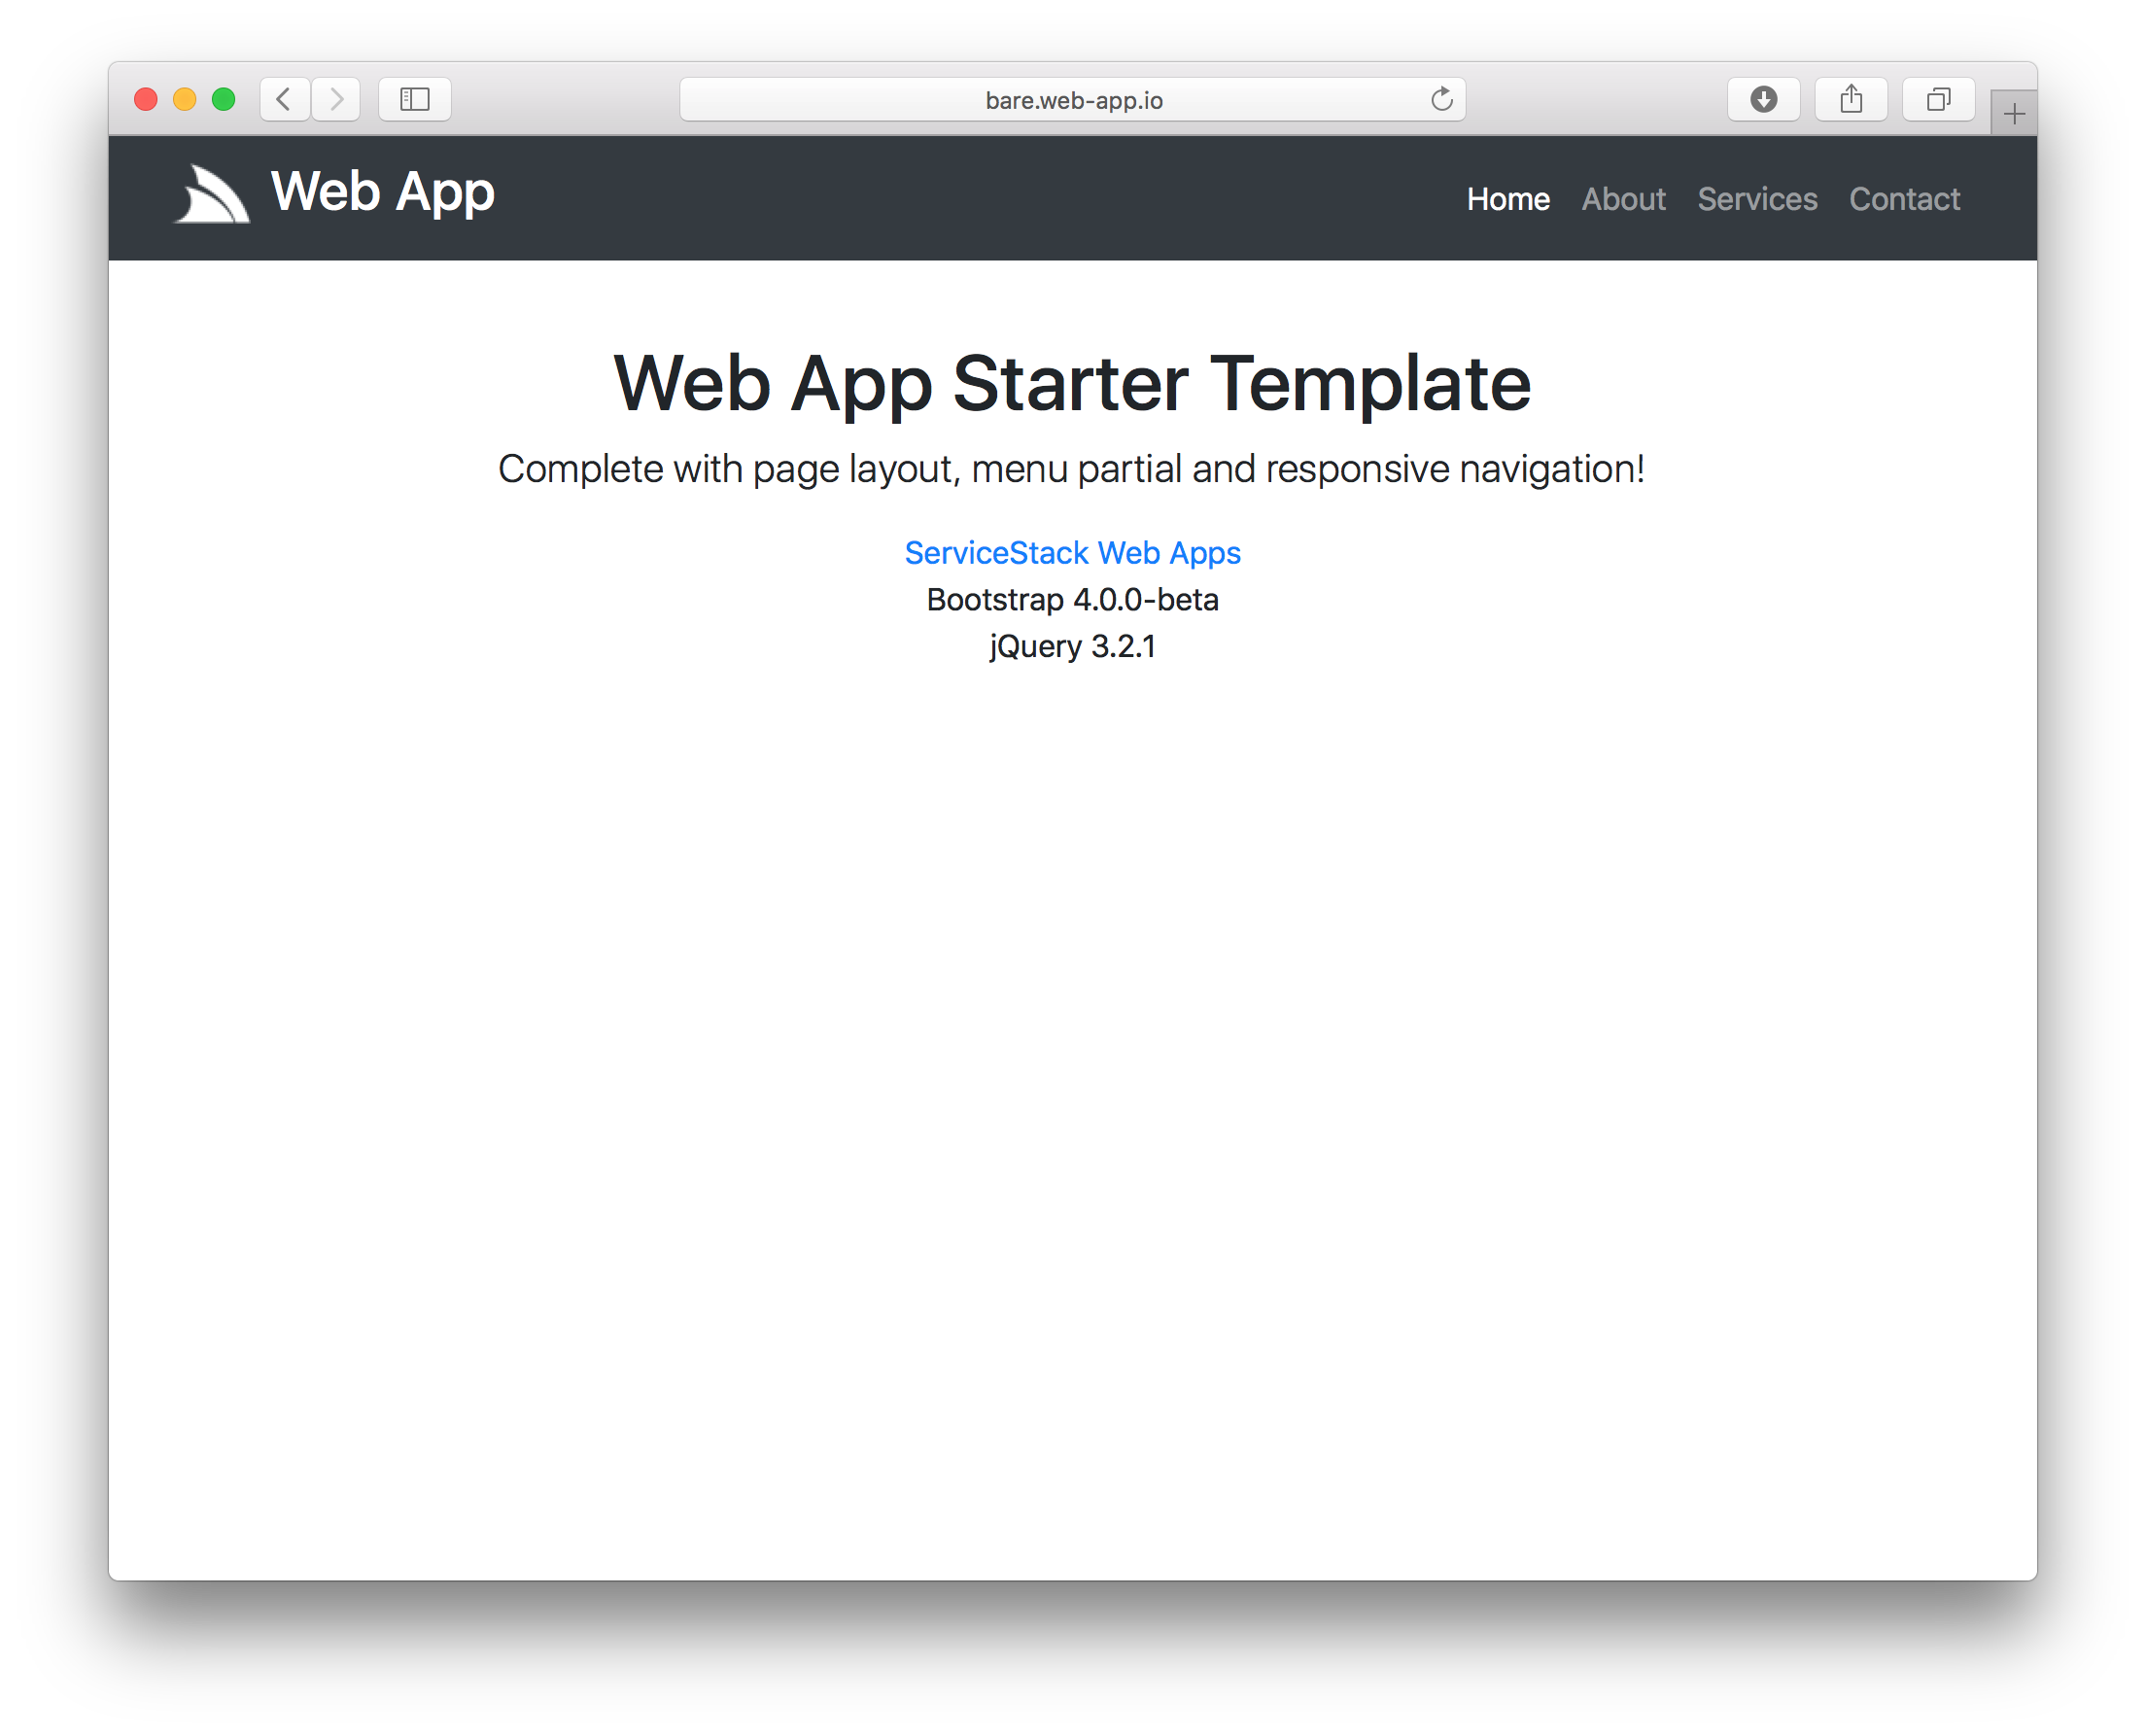 bare.web-app.io
Web App
Home About Services Contact
Web App Starter Template
Complete with page layout, menu partial and responsive navigation!
ServiceStack Web Apps
Bootstrap 4.0.0-beta
jQuery 3.2.1